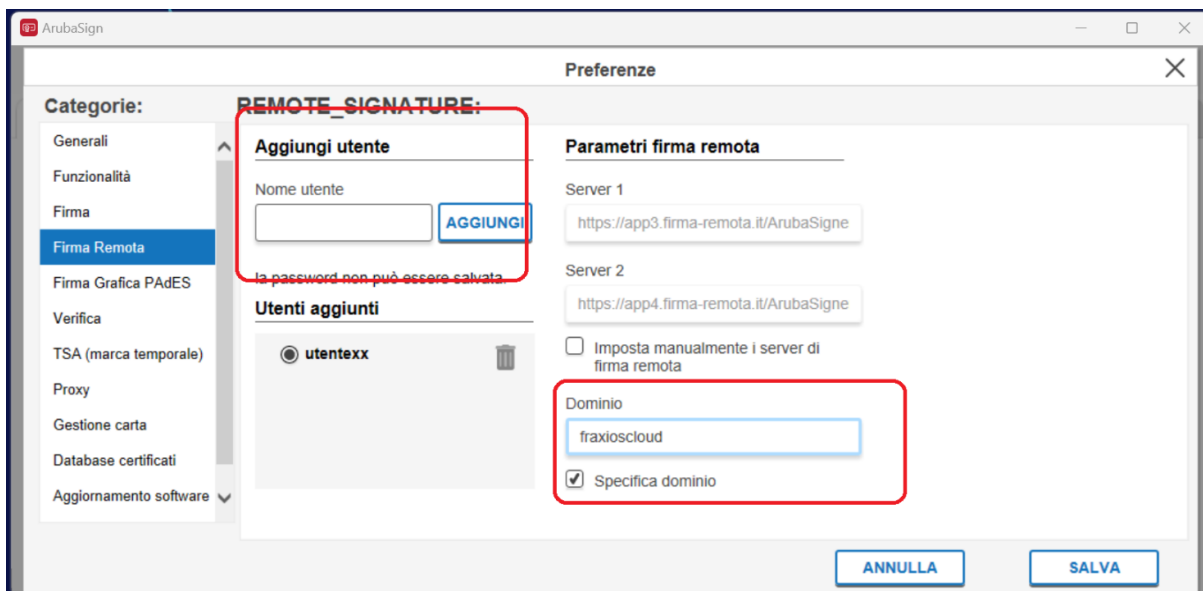 ArubaSign
Preferenze
Categorie:
Generali
Funzionalità
Firma
Firma Remota
Firma Grafica PAdES
Verifica
TSA (marca temporale)
Proxy
Gestione carta
Database certificati
Aggiornamento software
REMOTE_SIGNATURE:
Aggiungi utente
Nome utente
AGGIUNGI
la password non può essere salvata.
Utenti aggiunti
utentexx
Parametri firma remota
Server 1
https://app3.firma-remota.it/ArubaSigne
Server 2
https://app4.firma-remota.it/ArubaSigne
Imposta manualmente i server di
firma remota
Dominio
fraxioscloud
Specifica dominio
ANNULLA
SALVA